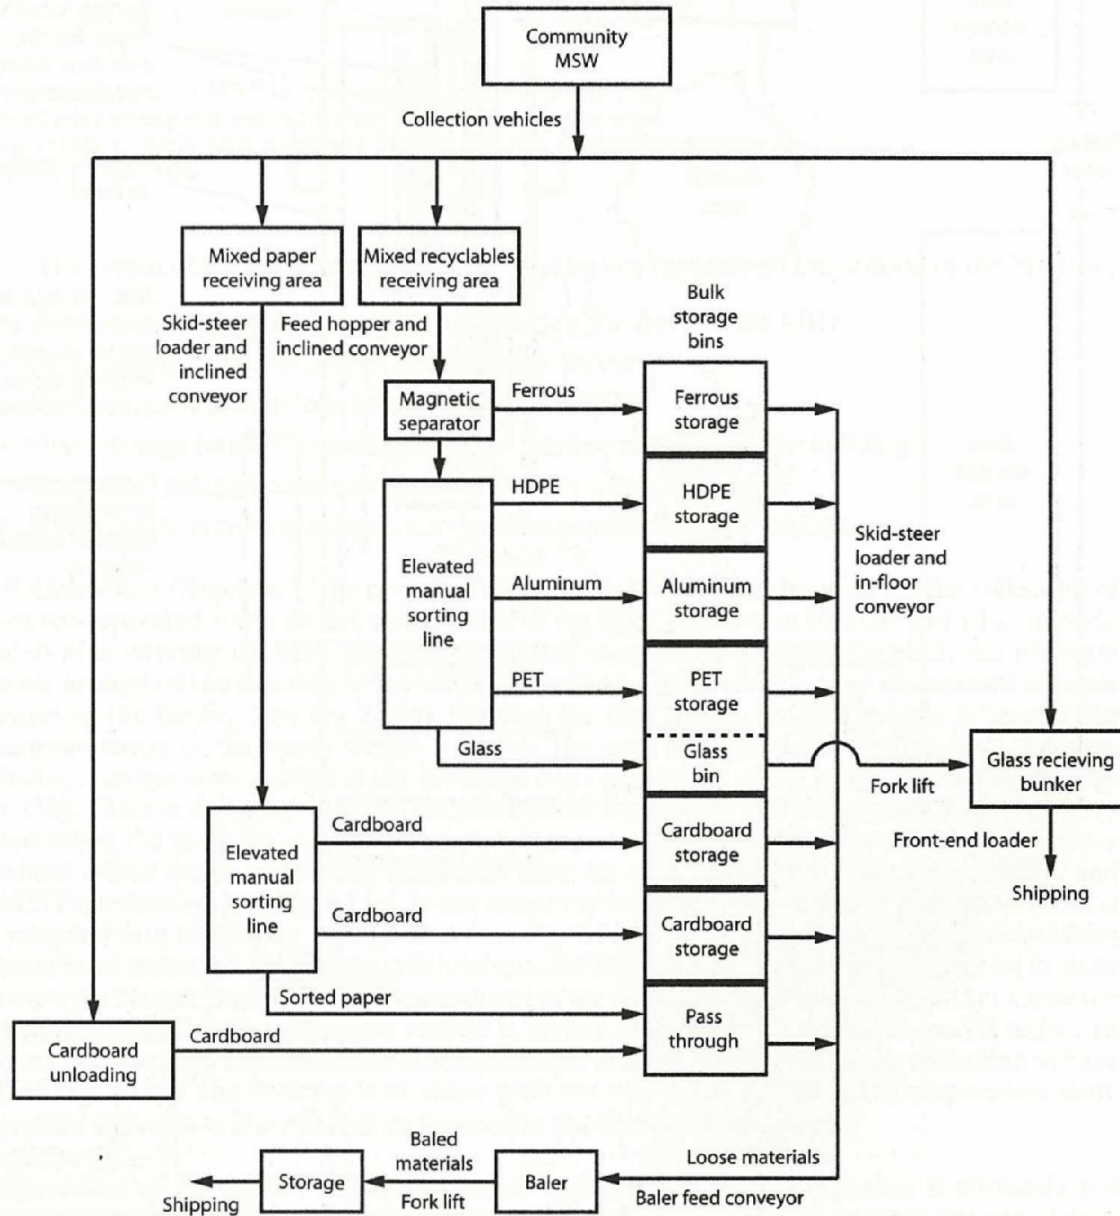 Community
MSW
Collection vehicles
Mixed paper
receiving area
Mixed recyclables
receiving area
Skid-steer
loader and
inclined
conveyor
Feed hopper and
inclined conveyor
Bulk
storage
bins
Magnetic
separator
Ferrous
Ferrous
storage
HDPE
HDPE
storage
Elevated
manual
sorting
line
Aluminum
Aluminum
storage
Skid-steer
loader and
in-floor
conveyor
PET
PET
storage
Glass
Glass
bin
Fork lift
Glass recieving
bunker
Front-end loader
Shipping
Elevated
manual
sorting
line
Cardboard
Cardboard
storage
Cardboard
Cardboard
storage
Sorted paper
Pass
through
Cardboard
unloading
Cardboard
Loose materials
Baler feed conveyor
Baler
Baled
materials
Fork lift
Storage
Shipping